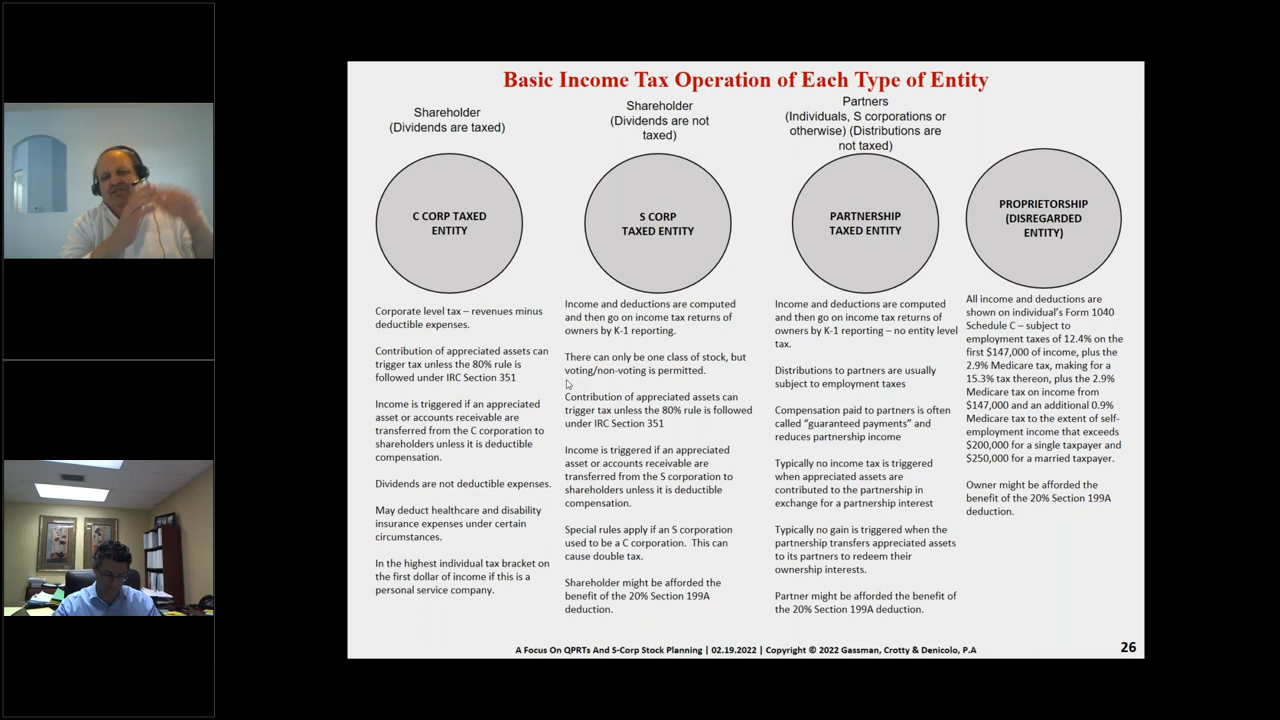 Basic Income Tax Operation of Each Type of Entity
Shareholder
(Dividends are taxed)
C CORP TAXED
ENTITY
Corporate level tax – revenues minus
deductible expenses.
Contribution of appreciated assets can
trigger tax unless the 80% rule is
followed under IRC Section 351
Income is triggered if an appreciated
asset or accounts receivable are
transferred from the C corporation to
shareholders unless it is deductible
compensation.
Dividends are not deductible expenses.
May deduct healthcare and disability
insurance expenses under certain
circumstances.
In the highest individual tax bracket on
the first dollar of income if this is a
personal service company.
Shareholder
(Dividends are not
taxed)
S CORP
TAXED ENTITY
Income and deductions are computed
and then go on income tax returns of
owners by K-1 reporting.
There can only be one class of stock, but
voting/non-voting is permitted.
Contribution of appreciated assets can
trigger tax unless the 80% rule is followed
under IRC Section 351
Income is triggered if an appreciated
asset or accounts receivable are
transferred from the S corporation to
shareholders unless it is deductible
compensation.
Special rules apply if an S corporation
used to be a C corporation.  This can
cause double tax.
Shareholder might be afforded the
benefit of the 20% Section 199A
deduction.
Partners
(Individuals, S corporations or
otherwise) (Distributions are
not taxed)
PARTNERSHIP
TAXED ENTITY
Income and deductions are computed
and then go on income tax returns of
owners by K-1 reporting – no entity level
tax.
Distributions to partners are usually
subject to employment taxes
Compensation paid to partners is often
called “guaranteed payments” and
reduces partnership income
Typically no income tax is triggered
when appreciated assets are
contributed to the partnership in
exchange for a partnership interest
Typically no gain is triggered when the
partnership transfers appreciated assets
to its partners to redeem their
ownership interests.
Partner might be afforded the benefit of
the 20% Section 199A deduction.
PROPRIETORSHIP
(DISREGARDED
ENTITY)
All income and deductions are
shown on individual’s Form 1040
Schedule C – subject to
employment taxes of 12.4% on the
first $147,000 of income, plus the
2.9% Medicare tax, making for a
15.3% tax thereon, plus the 2.9%
Medicare tax on income from
$147,000 and an additional 0.9%
Medicare tax to the extent of self-
employment income that exceeds
$200,000 for a single taxpayer and
$250,000 for a married taxpayer.
Owner might be afforded the
benefit of the 20% Section 199A
deduction.
A Focus On QPRTs And S-Corp Stock Planning | 02.19.2022 | Copyright © 2022 Gassman, Crotty & Denicolo, P.A
26